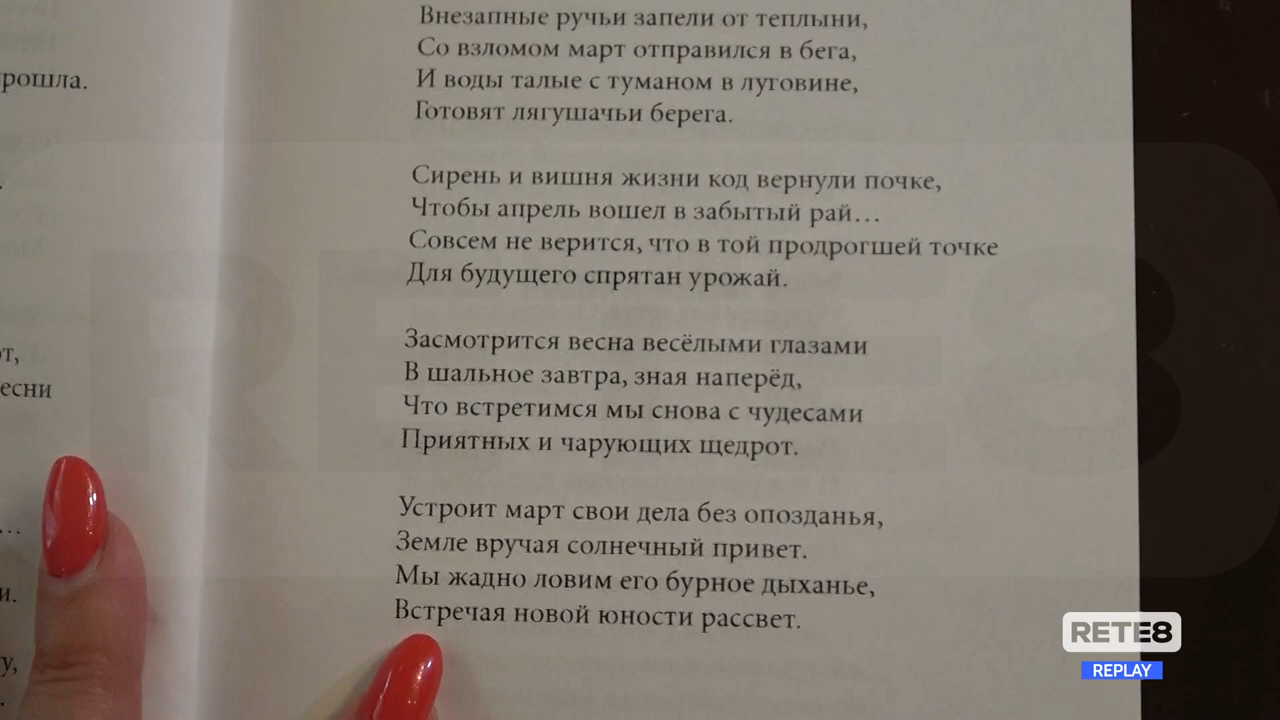 рошла.
от,
есни
и.
у,
Внезапные ручьи запели от теплыни,
Со взломом март отправился в бега,
И воды талые с туманом в луговине,
Готовят лягушачьи берега.
Сирень и вишня жизни код вернули почке,
Чтобы апрель вошел в забытый рай…
Совсем не верится, что в той продрогшей точке
Для будущего спрятан урожай.
Засмотрится весна весёлыми глазами
В шальное завтра, зная наперёд,
Что встретимся мы снова с чудесами
Приятных и чарующих щедрот.
Устроит март свои дела без опозданья,
Земле вручая солнечный привет.
Мы жадно ловим его бурное дыханье,
Встречая новой юности рассвет.
RETE8
RETE8
REPLAY